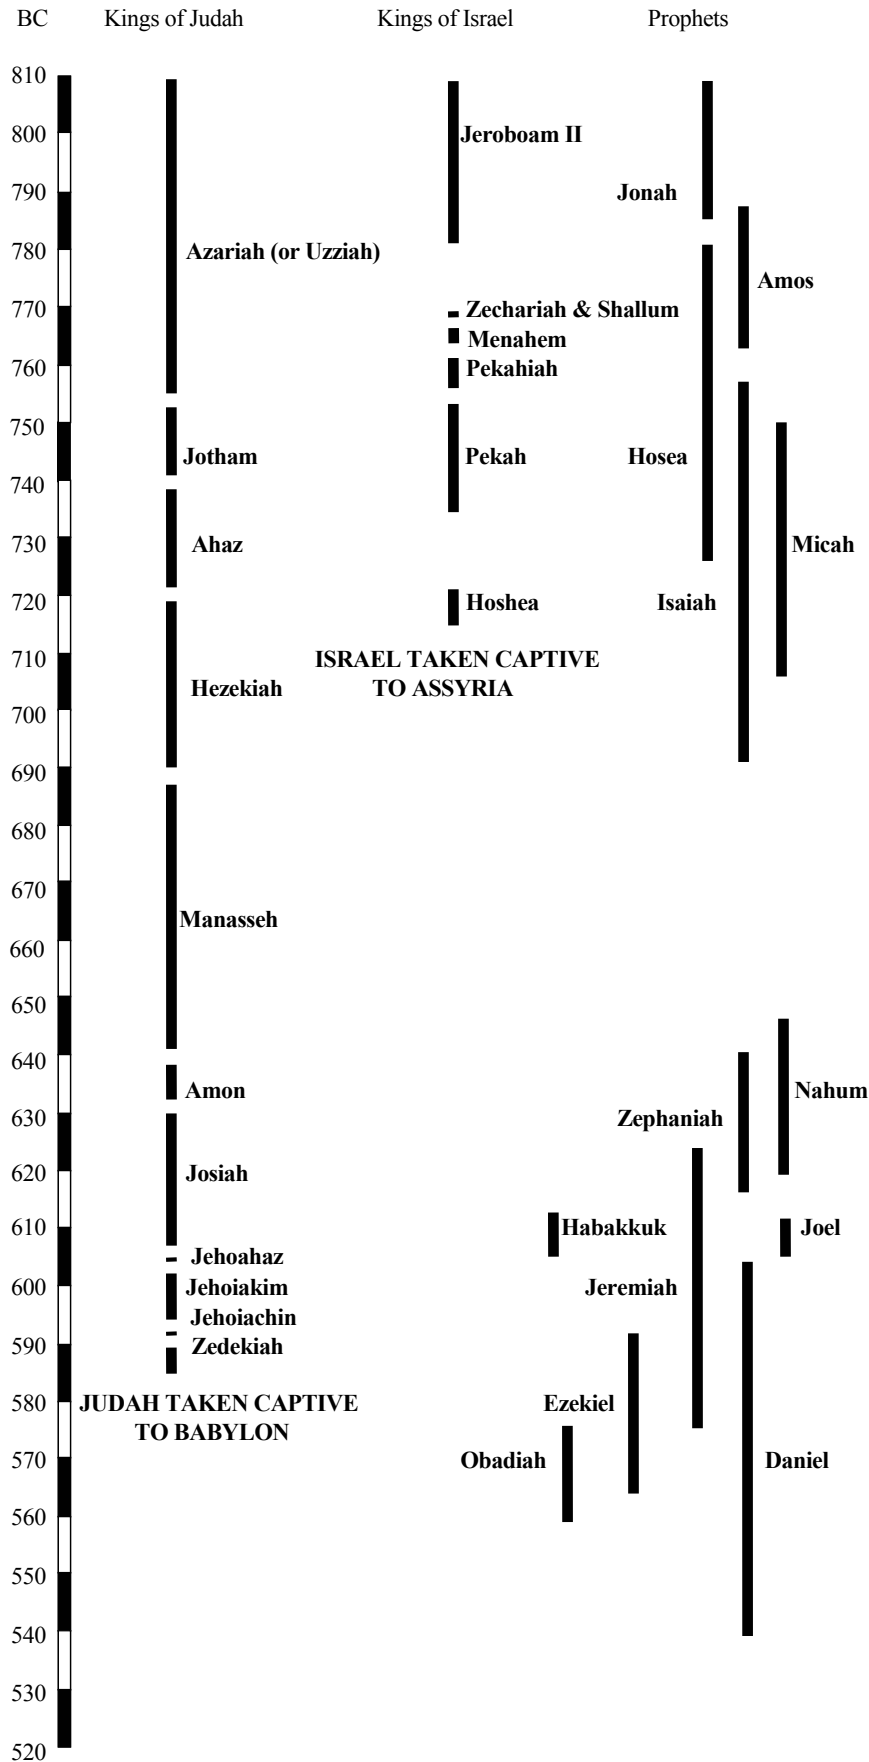 BC Kings of Judah Kings of Israel Prophets
810
800 Jeroboam II
790 Jonah
780 Azariah (or Uzziah)
Amos
770 Zechariah & Shallum
Menahem
760 Pekahiah
750
Jotham Pekah Hosea
740
730 Ahaz Micah
720 Hoshea Isaiah
710 ISRAEL TAKEN CAPTIVE
Hezekiah TO ASSYRIA
700
690
680
670
Manasseh
660
650
640
Amon Nahum
630 Zephaniah
620 Josiah
610 Habakkuk Joel
Jehoahaz
600 Jehoiakim Jeremiah
Jehoiachin
590 Zedekiah
580 JUDAH TAKEN CAPTIVE Ezekiel
TO BABYLON
570 Obadiah Daniel
560
550
540
530
520